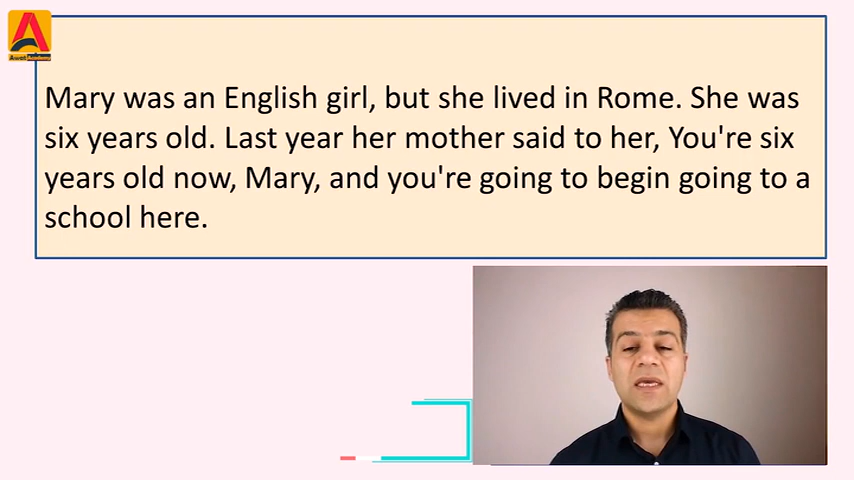 Mary was an English girl, but she lived in Rome. She was
six years old. Last year her mother said to her, You're six
years old now, Mary, and you're going to begin going to a
school here.